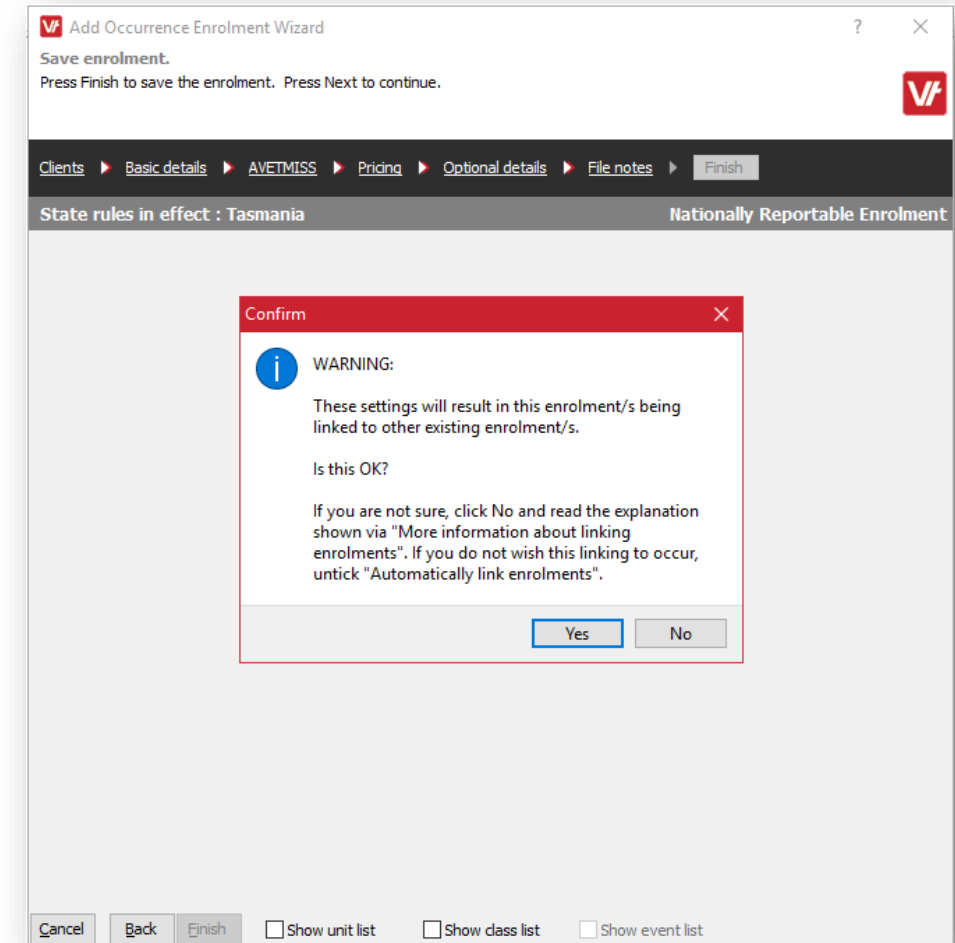 Add Occurrence Enrolment Wizard
?
Save enrolment.
Press Finish to save the enrolment. Press Next to continue.
Clients Basic details AVETMISS Pricing Optional details File notes Finish
State rules in effect : Tasmania Nationally Reportable Enrolment
Confirm
WARNING:
These settings will result in this enrolment/s being
linked to other existing enrolment/s.
Is this OK?
If you are not sure, click No and read the explanation
shown via "More information about linking
enrolments". If you do not wish this linking to occur,
untick "Automatically link enrolments".
Yes No
Cancel Back Finish Show unit list Show class list Show event list